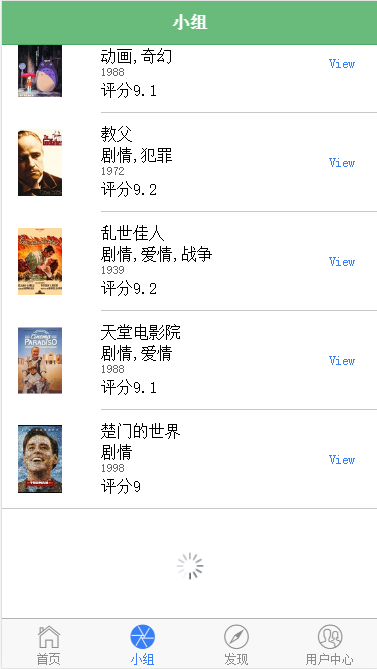 小组
动画,奇幻
1988
评分9.1
View
教父
剧情,犯罪
1972
评分9.2
View
乱世佳人
剧情,爱情,战争
1939
评分9.2
View
天堂电影院
剧情,爱情
1988
评分9.1
View
CINEMA
PARADISO
楚门的世界
剧情
1998
评分9
View
TRUMAN
首页
小组
发现
用户中心